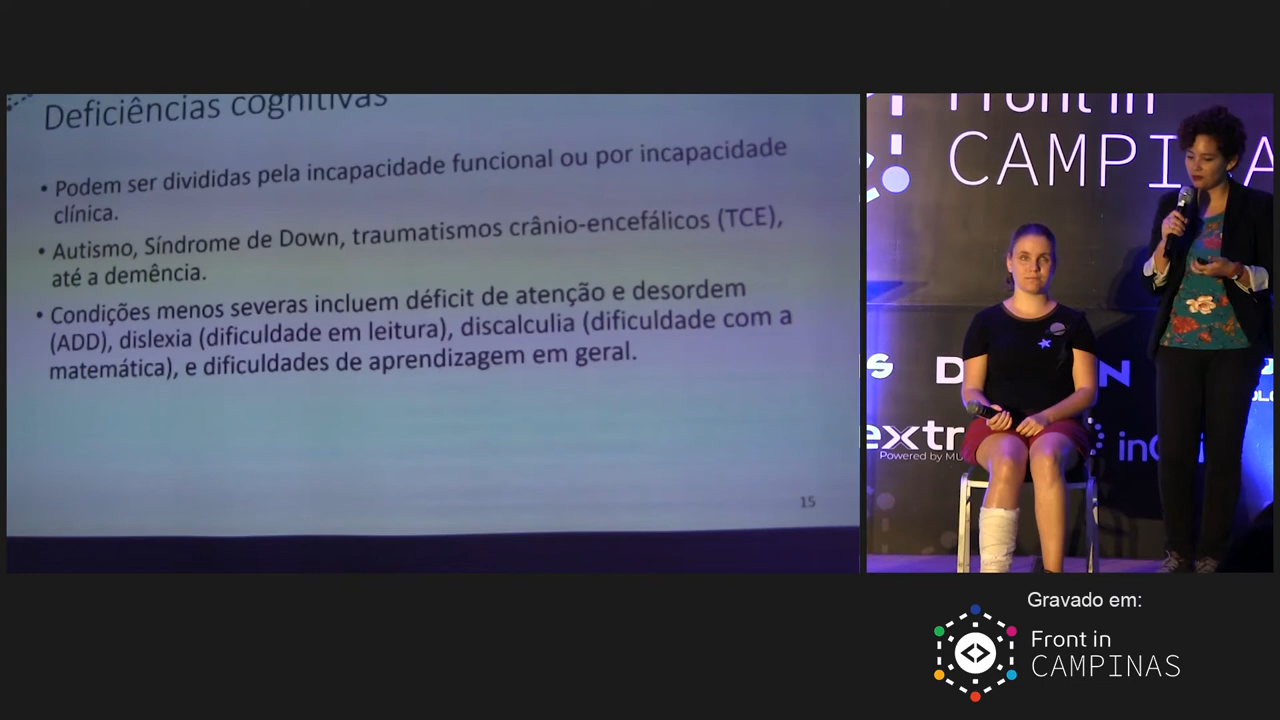 Deficiências cognitivas
• Podem ser divididas pela incapacidade funcional ou por incapacidade
clínica.
• Autismo, Síndrome de Down, traumatismos crânio-encefálicos (TCE),
até a demência.
• Condições menos severas incluem déficit de atenção e desordem
(ADD), dislexia (dificuldade em leitura), discalculia (dificuldade com a
matemática), e dificuldades de aprendizagem em geral.
15
Front in
CAMPINAS
extr
Powered by MU
Gravado em:
Front in
CAMPINAS